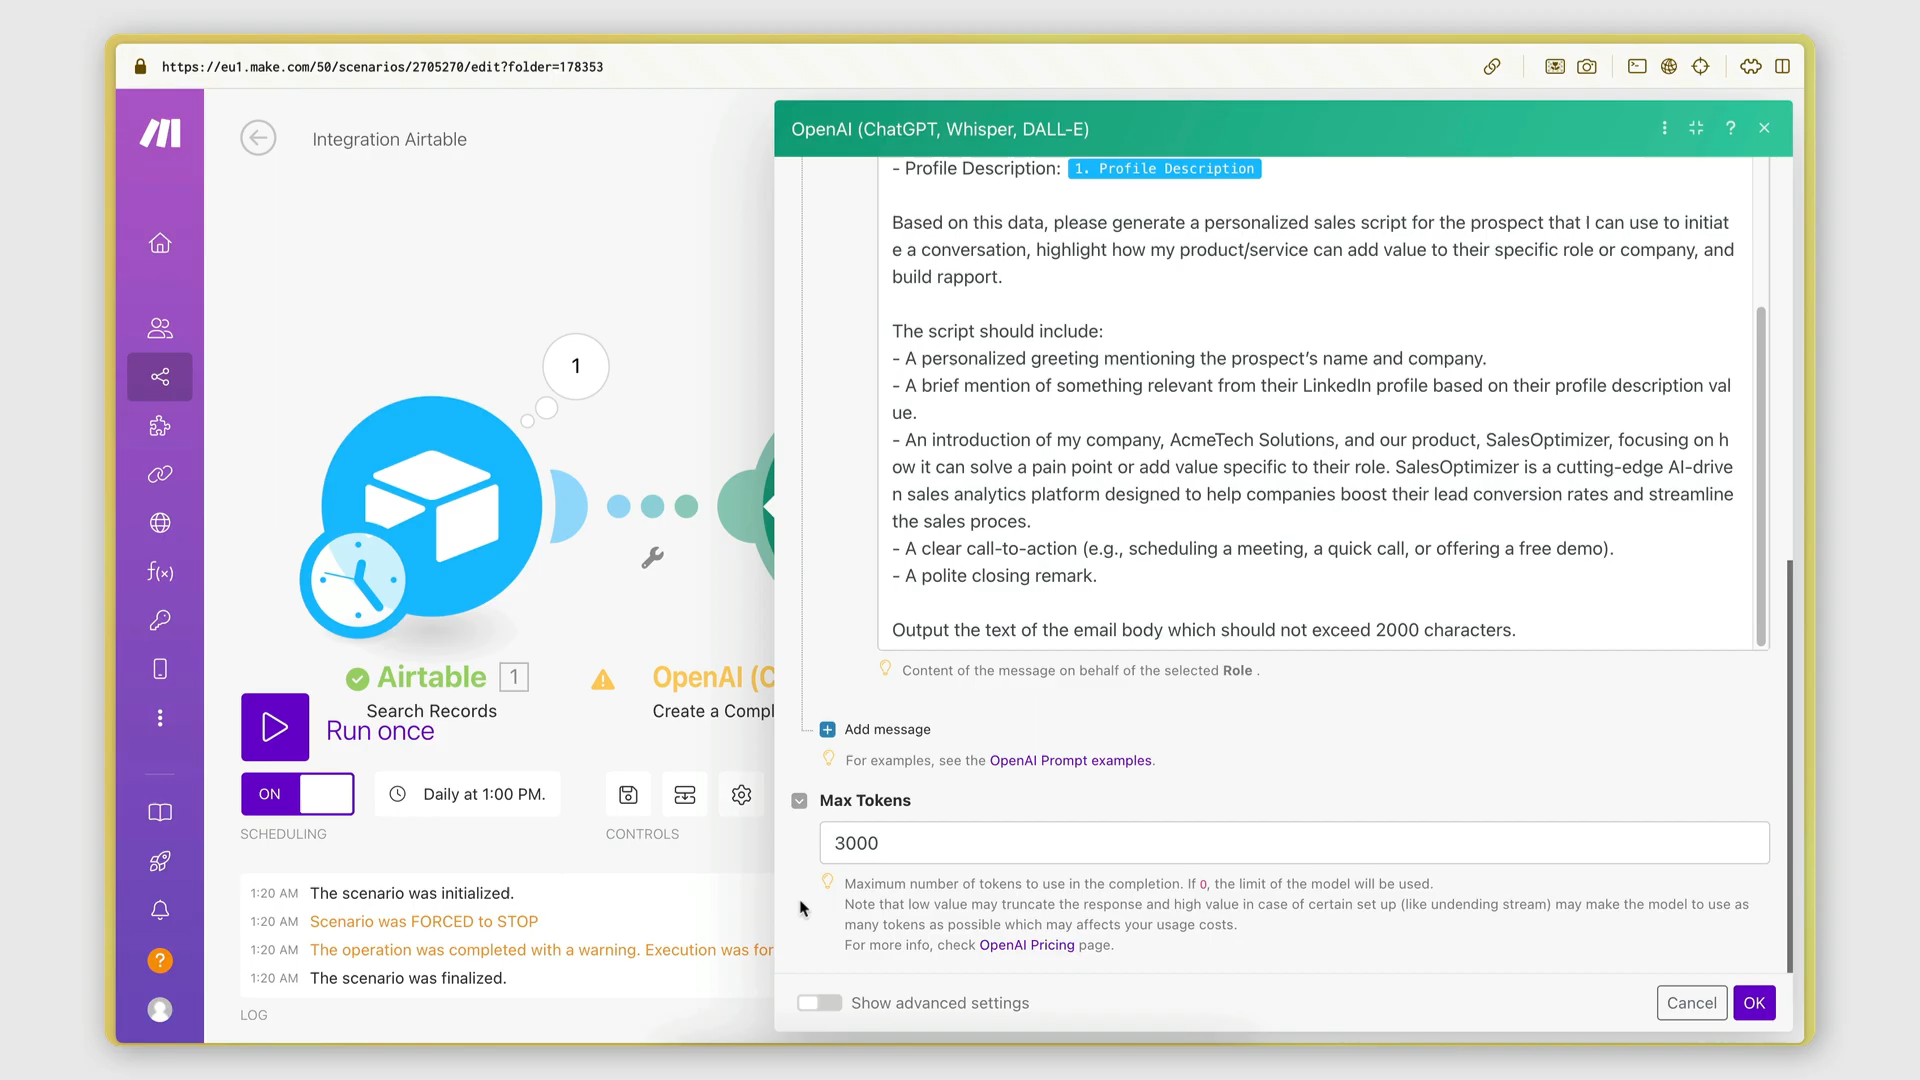 https://eu1.make.com/50/scenarios/2705270/edit?folder=178353
Integration Airtable
OpenAI (ChatGPT, Whisper, DALL-E)
?
- Profile Description: 1. Profile Description
Based on this data, please generate a personalized sales script for the prospect that I can use to initiat
e a conversation, highlight how my product/service can add value to their specific role or company, and
build rapport.
The script should include:
- A personalized greeting mentioning the prospect’s name and company.
- A brief mention of something relevant from their LinkedIn profile based on their profile description val
ue.
- An introduction of my company, AcmeTech Solutions, and our product, SalesOptimizer, focusing on h
ow it can solve a pain point or add value specific to their role. SalesOptimizer is a cutting-edge AI-drive
n sales analytics platform designed to help companies boost their lead conversion rates and streamline
the sales proces.
- A clear call-to-action (e.g., scheduling a meeting, a quick call, or offering a free demo).
- A polite closing remark.
Output the text of the email body which should not exceed 2000 characters.
Content of the message on behalf of the selected Role .
Add message
For examples, see the OpenAI Prompt examples.
Max Tokens
3000
Maximum number of tokens to use in the completion. If 0, the limit of the model will be used.
Note that low value may truncate the response and high value in case of certain set up (like undending stream) may make the model to use as
many tokens as possible which may affects your usage costs.
For more info, check OpenAI Pricing page.
Show advanced settings
Cancel
OK
1
Airtable 1
Search Records
OpenAI (C
Create a Compl
Run once
ON
Daily at 1:00 PM.
SCHEDULING
CONTROLS
1:20 AM The scenario was initialized.
1:20 AM Scenario was FORCED to STOP
1:20 AM The operation was completed with a warning. Execution was for
1:20 AM The scenario was finalized.
LOG
f(x)
?